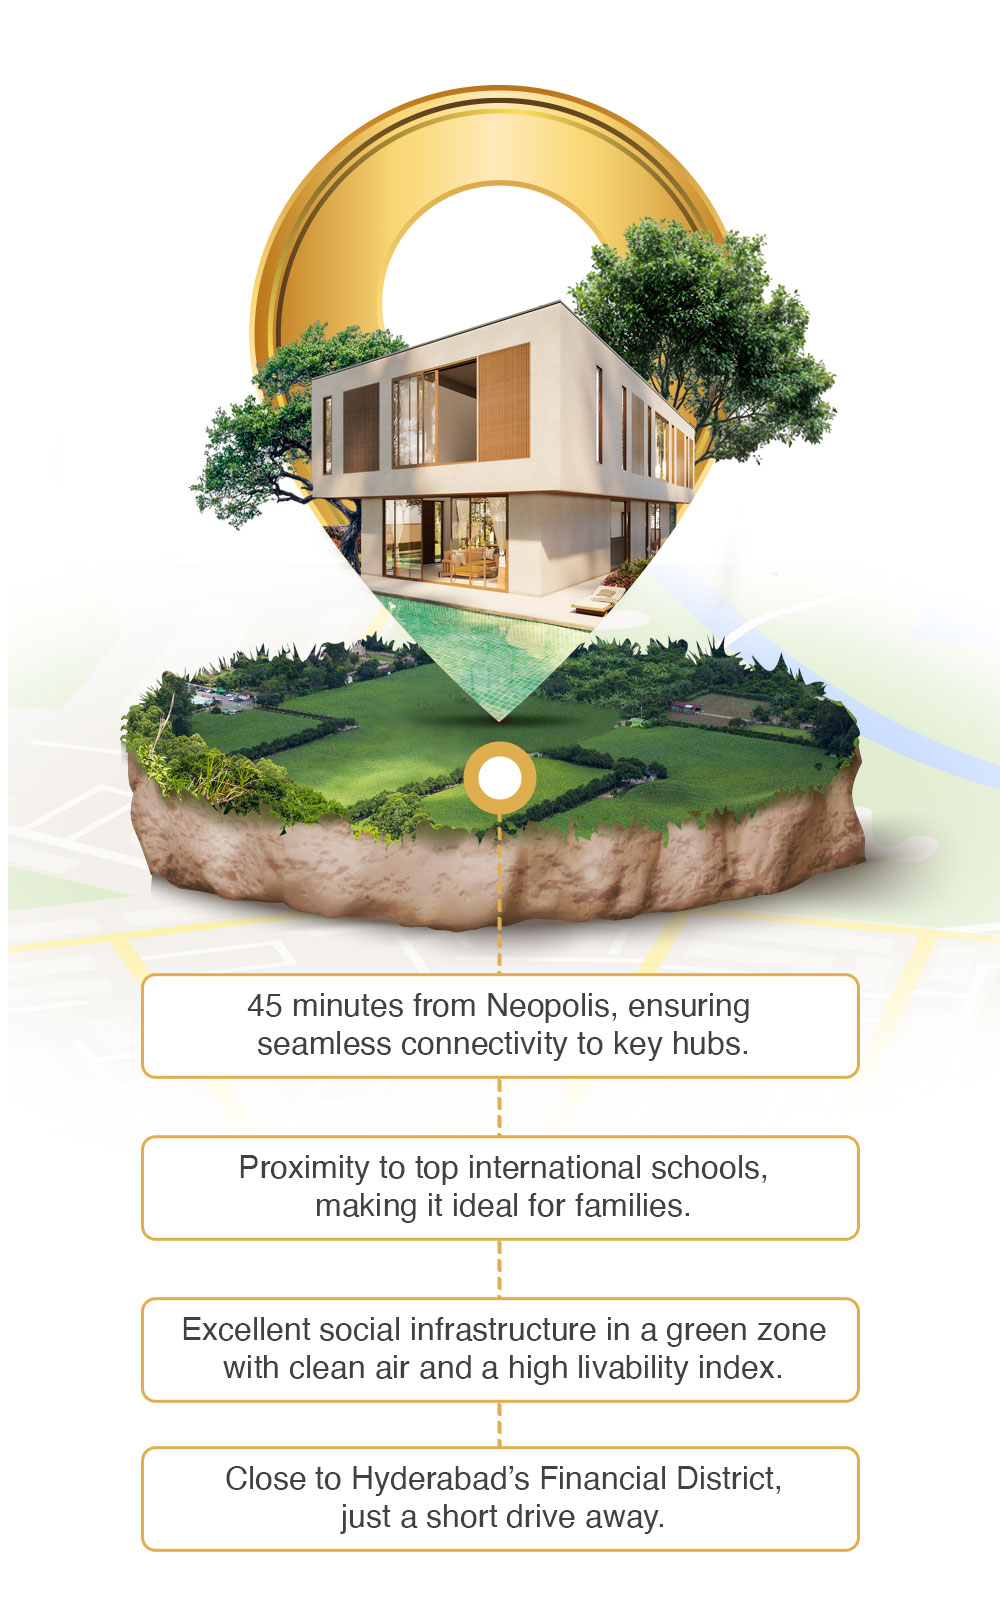 45 minutes from Neopolis, ensuring
seamless connectivity to key hubs.
Proximity to top international schools,
making it ideal for families.
Excellent social infrastructure in a green zone
with clean air and a high livability index.
Close to Hyderabad’s Financial District,
just a short drive away.